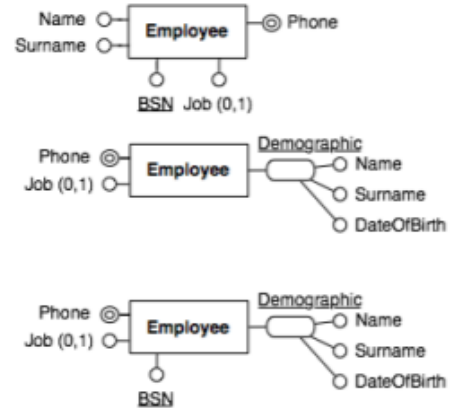 Name
Employee
Phone
Surname
BSN Job (0,1)
Demographic
Phone
Name
Employee
Job (0,1)
Surname
DateOfBirth
Demographic
Phone
Name
Employee
Job (0,1)
Surname
DateOfBirth
BSN